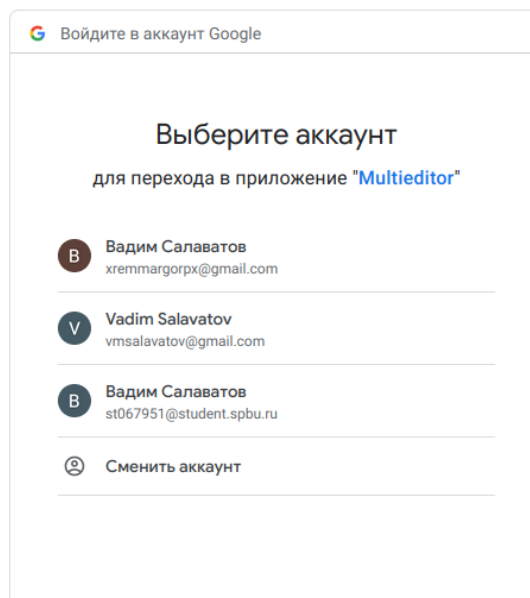 Войдите в аккаунт Google
Выберите аккаунт
для перехода в приложение "Multieditor"
В
Вадим Салаватов
xremmargorpx@gmail.com
V
Vadim Salavatov
vmsalavatov@gmail.com
В
Вадим Салаватов
st067951@student.spbu.ru
Сменить аккаунт